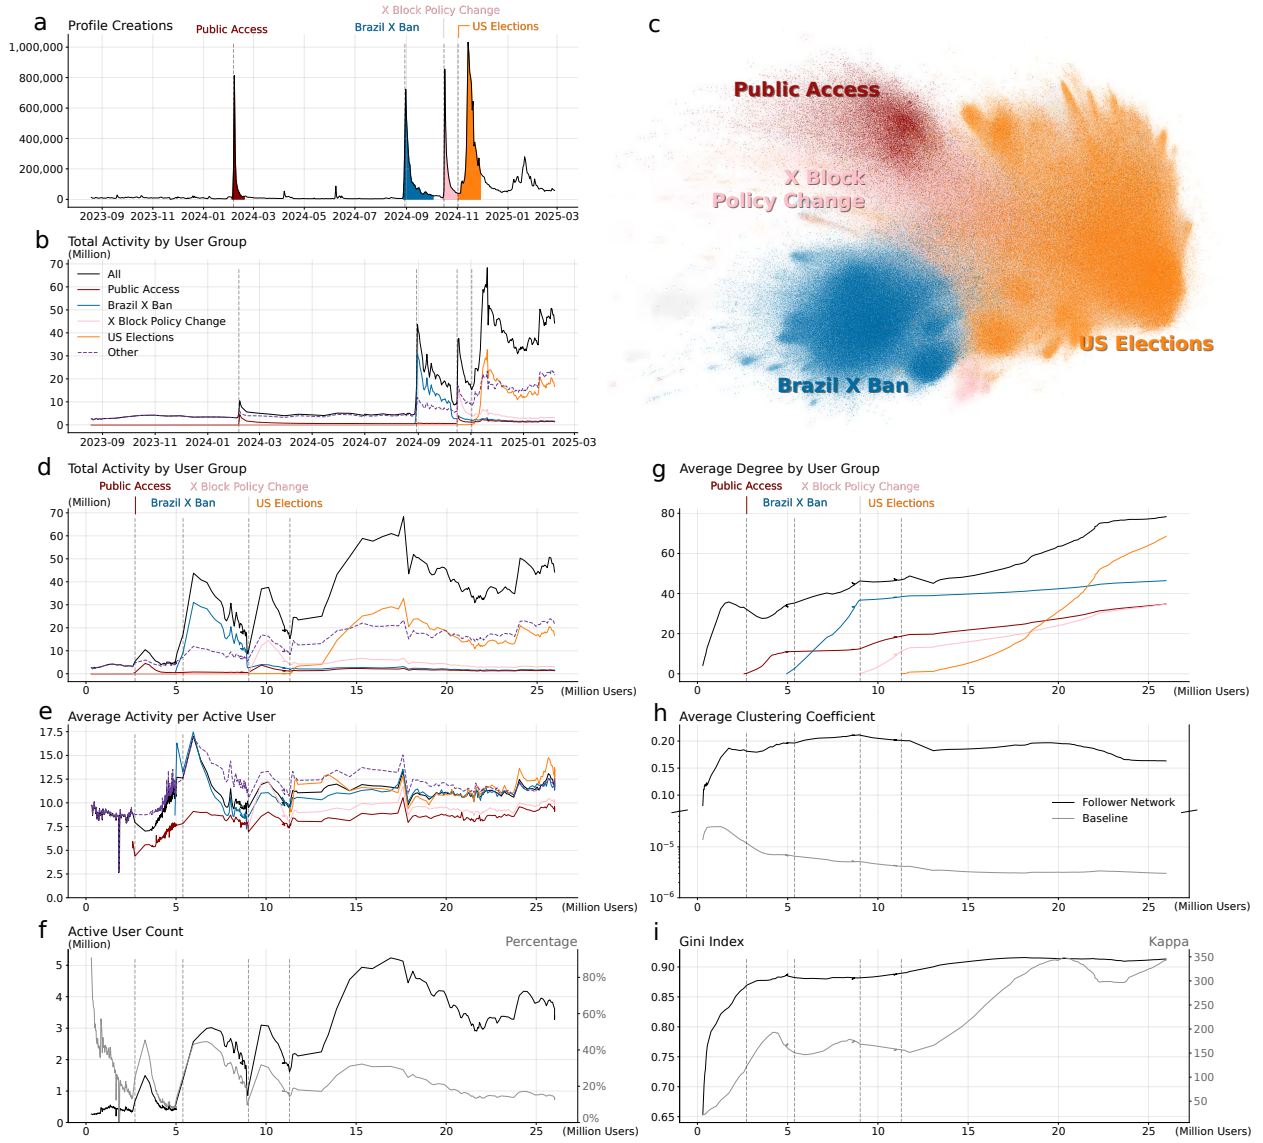 a
Profile Creations
X Block Policy Change
Public Access
Brazil X Ban
US Elections
1,000,000
800,000
600,000
400,000
200,000
0
2023-09 2023-11 2024-01 2024-03 2024-05 2024-07 2024-09 2024-11 2025-01 2025-03
b
Total Activity by User Group
(Million)
70
60
50
40
30
20
10
0
All
Public Access
Brazil X Ban
X Block Policy Change
US Elections
Other
2023-09 2023-11 2024-01 2024-03 2024-05 2024-07 2024-09 2024-11 2025-01 2025-03
c
Public Access
X Block
Policy Change
US Elections
Brazil X Ban
d
Total Activity by User Group
Public Access
X Block Policy Change
(Million)
Brazil X Ban
US Elections
70
60
50
40
30
20
10
0
0 5 10 15 20 25
(Million Users)
e
Average Activity per Active User
17.5
15.0
12.5
10.0
7.5
5.0
2.5
0.0
0 5 10 15 20 25
(Million Users)
f
Active User Count
(Million)
Percentage
5
4
3
2
1
0
80%
60%
40%
20%
0%
0 5 10 15 20 25
(Million Users)
g
Average Degree by User Group
Public Access
X Block Policy Change
Brazil X Ban
US Elections
80
60
40
20
0
0 5 10 15 20 25
(Million Users)
h
Average Clustering Coefficient
0.20
0.15
0.10
Follower Network
Baseline
10⁻⁵
10⁻⁶
0 5 10 15 20 25
(Million Users)
i
Gini Index
Kappa
0.90
0.85
0.80
0.75
0.70
0.65
350
300
250
200
150
100
50
0 5 10 15 20 25
(Million Users)